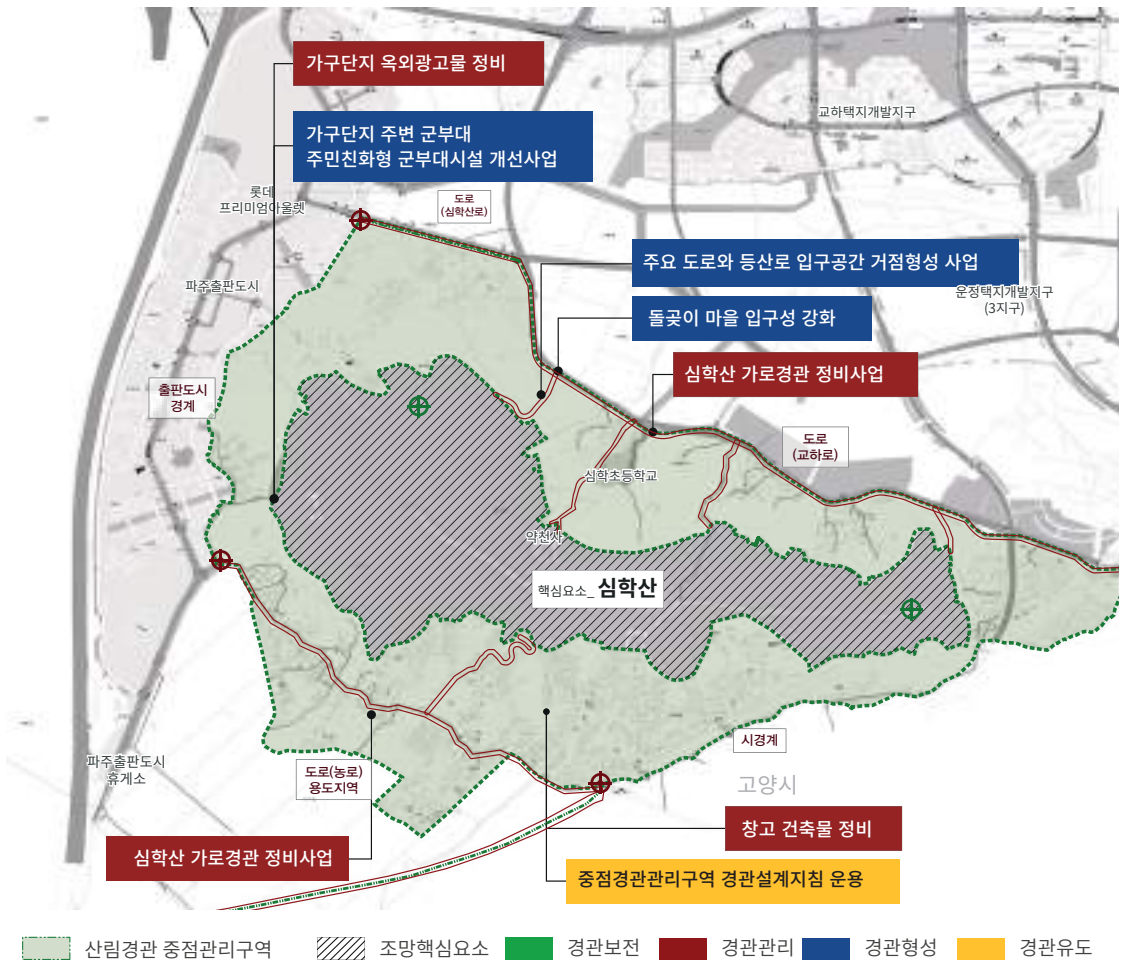 가구단지 옥외광고물 정비
교하택지개발지구
가구단지 주변 군부대
주민친화형 군부대시설 개선사업
롯데
프리미엄아울렛
도로
(심학산로)
주요 도로와 등산로 입구공간 거점형성 사업
파주출판도시
운정택지개발지구
(3지구)
돌곶이 마을 입구성 강화
심학산 가로경관 정비사업
출판도시
경계
도로
(교하로)
심학초등학교
약천사
핵심요소_ 심학산
시경계
파주출판도시
휴게소
도로(농로)
용도지역
고양시
창고 건축물 정비
심학산 가로경관 정비사업
중점경관관리구역 경관설계지침 운용
산림경관 중점관리구역
조망핵심요소
경관보전
경관관리
경관형성
경관유도